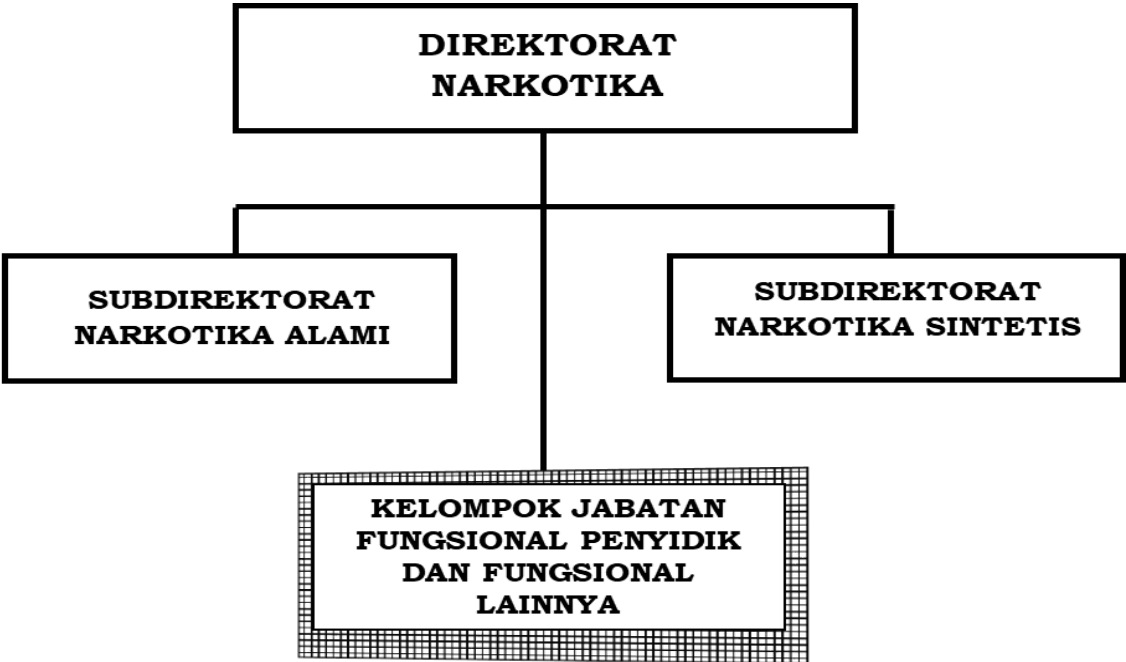 DIREKTORAT
NARKOTIKA
SUBDIREKTORAT
NARKOTIKA ALAMI
SUBDIREKTORAT
NARKOTIKA SINTETIS
KELOMPOK JABATAN
FUNGSIONAL PENYIDIK
DAN FUNGSIONAL
LAINNYA